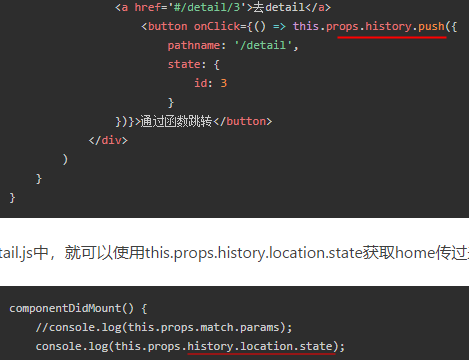 <a href='#/detail/3'>去detail</a>
<button onClick={() => this.props.history.push({
pathname: '/detail',
state: {
id: 3
}
})}>通过函数跳转</button>
</div>
)
}
}
tail.js中，就可以使用this.props.history.location.state获取home传过
componentDidMount() {
//console.log(this.props.match.params);
console.log(this.props.history.location.state);